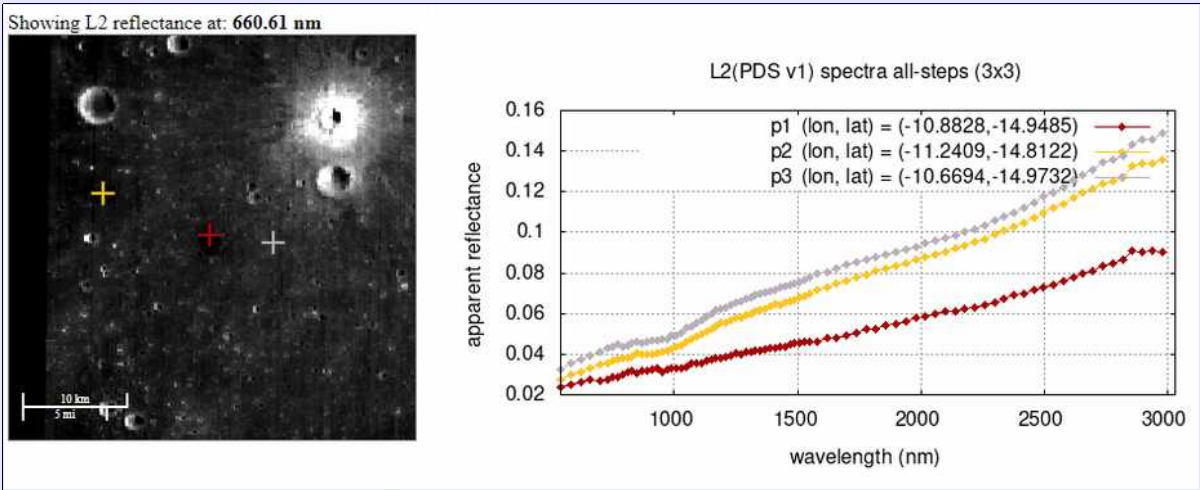 Showing L2 reflectance at: 660.61 nm
10 km
5 mi
L2(PDS v1) spectra all-steps (3x3)
p1 (lon, lat) = (-10.8828,-14.9485)
p2 (lon, lat) = (-11.2409,-14.8122)
p3 (lon, lat) = (-10.6694,-14.9732)
apparent reflectance
0.16
0.14
0.12
0.1
0.08
0.06
0.04
0.02
1000 1500 2000 2500 3000
wavelength (nm)